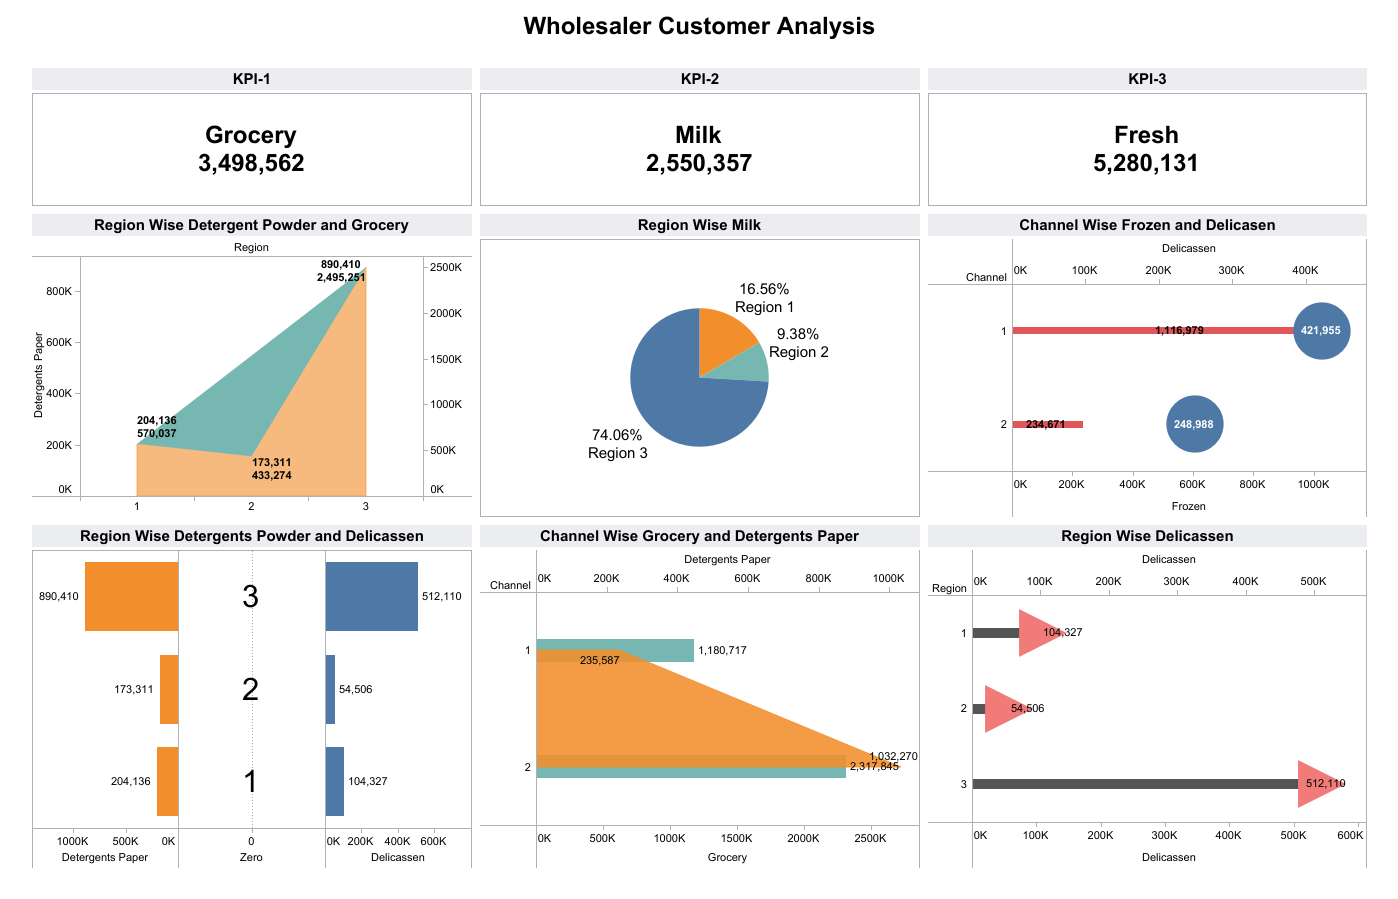 Wholesaler Customer Analysis
KPI-1
Grocery
3,498,562
KPI-2
Milk
2,550,357
KPI-3
Fresh
5,280,131
Region Wise Detergent Powder and Grocery
Region
890,410
2,495,251
204,136
570,037
173,311
433,274
Detergents Paper
800K
600K
400K
200K
0K
2500K
2000K
1500K
1000K
500K
0K
1 2 3
Region Wise Milk
16.56%
Region 1
9.38%
Region 2
74.06%
Region 3
Channel Wise Frozen and Delicasen
Delicassen
Channel
0K 100K 200K 300K 400K
1 1,116,979 421,955
2 234,671 248,988
0K 200K 400K 600K 800K 1000K
Frozen
Region Wise Detergents Powder and Delicassen
890,410 3 512,110
173,311 2 54,506
204,136 1 104,327
1000K 500K 0K 0 0K 200K 400K 600K
Detergents Paper Zero Delicassen
Channel Wise Grocery and Detergents Paper
Detergents Paper
Channel
0K 200K 400K 600K 800K 1000K
1 235,587 1,180,717
1,032,270
2 2,317,845
0K 500K 1000K 1500K 2000K 2500K
Grocery
Region Wise Delicassen
Delicassen
Region
0K 100K 200K 300K 400K 500K
1 104,327
2 54,506
3 512,110
0K 100K 200K 300K 400K 500K 600K
Delicassen